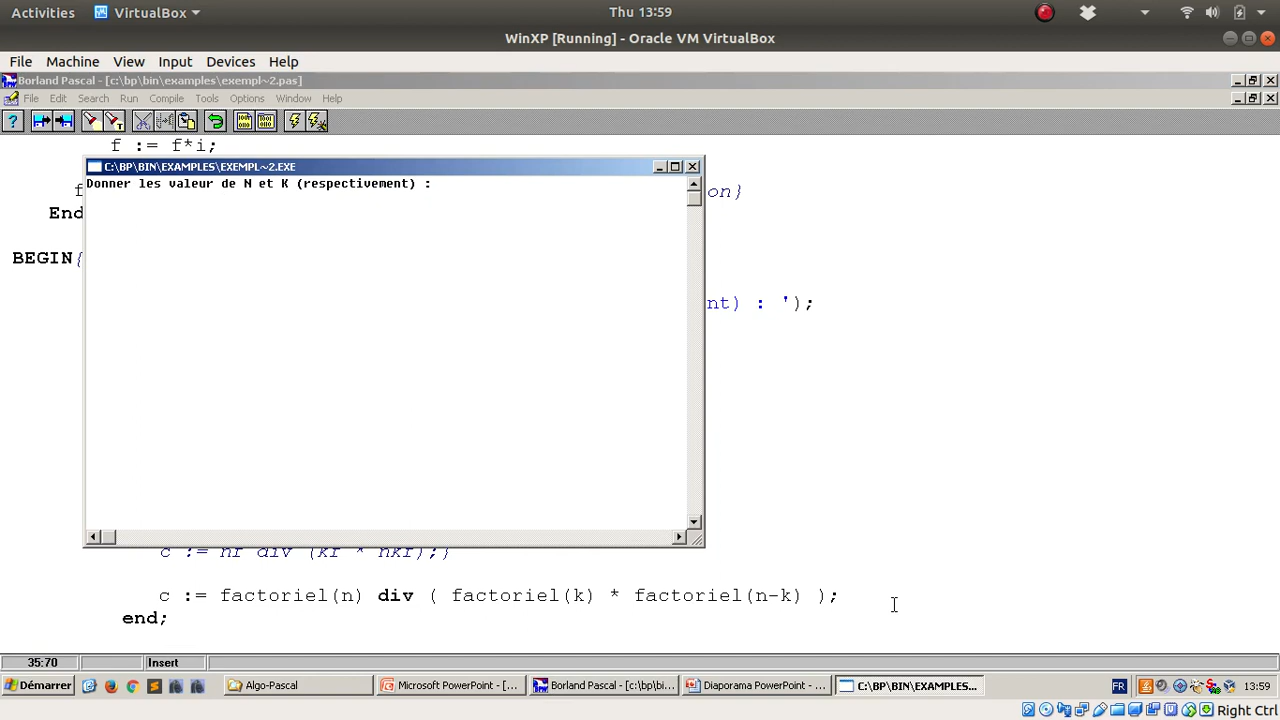 Activities VirtualBox Thu 13:59
WinXP [Running] - Oracle VM VirtualBox
File Machine View Input Devices Help
Borland Pascal - [c:\bp\bin\examples\exempl~2.pas]
File Edit Search Run Compile Tools Options Window Help
f := f*i;
C:\BP\BIN\EXAMPLES\EXEMPL~2.EXE
Donner les valeur de N et K (respectivement) :
f on}
End
BEGIN{
nt) : ');
c := nf div (kf * nkf);}
c := factoriel(n) div ( factoriel(k) * factoriel(n-k) );
end;
35:70 Insert
Démarrer Algo-Pascal Microsoft PowerPoint - [... Borland Pascal - [c:\bp\bi... Diaporama PowerPoint - ... C:\BP\BIN\EXAMPLES... FR 13:59
Right Ctrl